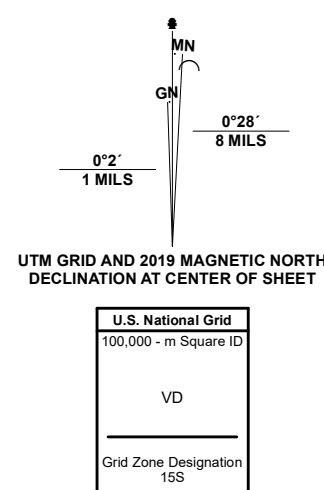 MN
GN
0°28´
8 MILS
0°2´
1 MILS
UTM GRID AND 2019 MAGNETIC NORTH
DECLINATION AT CENTER OF SHEET
U.S. National Grid
100,000 - m Square ID
VD
Grid Zone Designation
15S